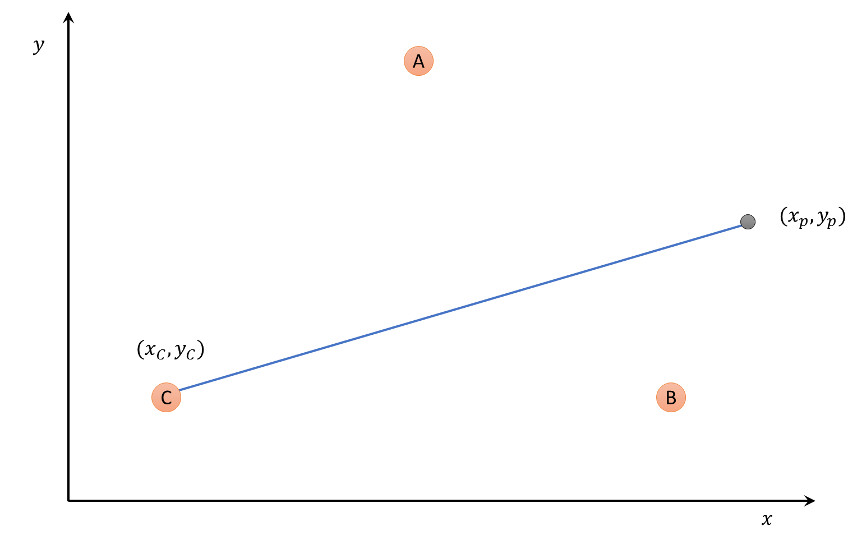 y
A
(x_p, y_p)
(x_C, y_C)
C
B
x